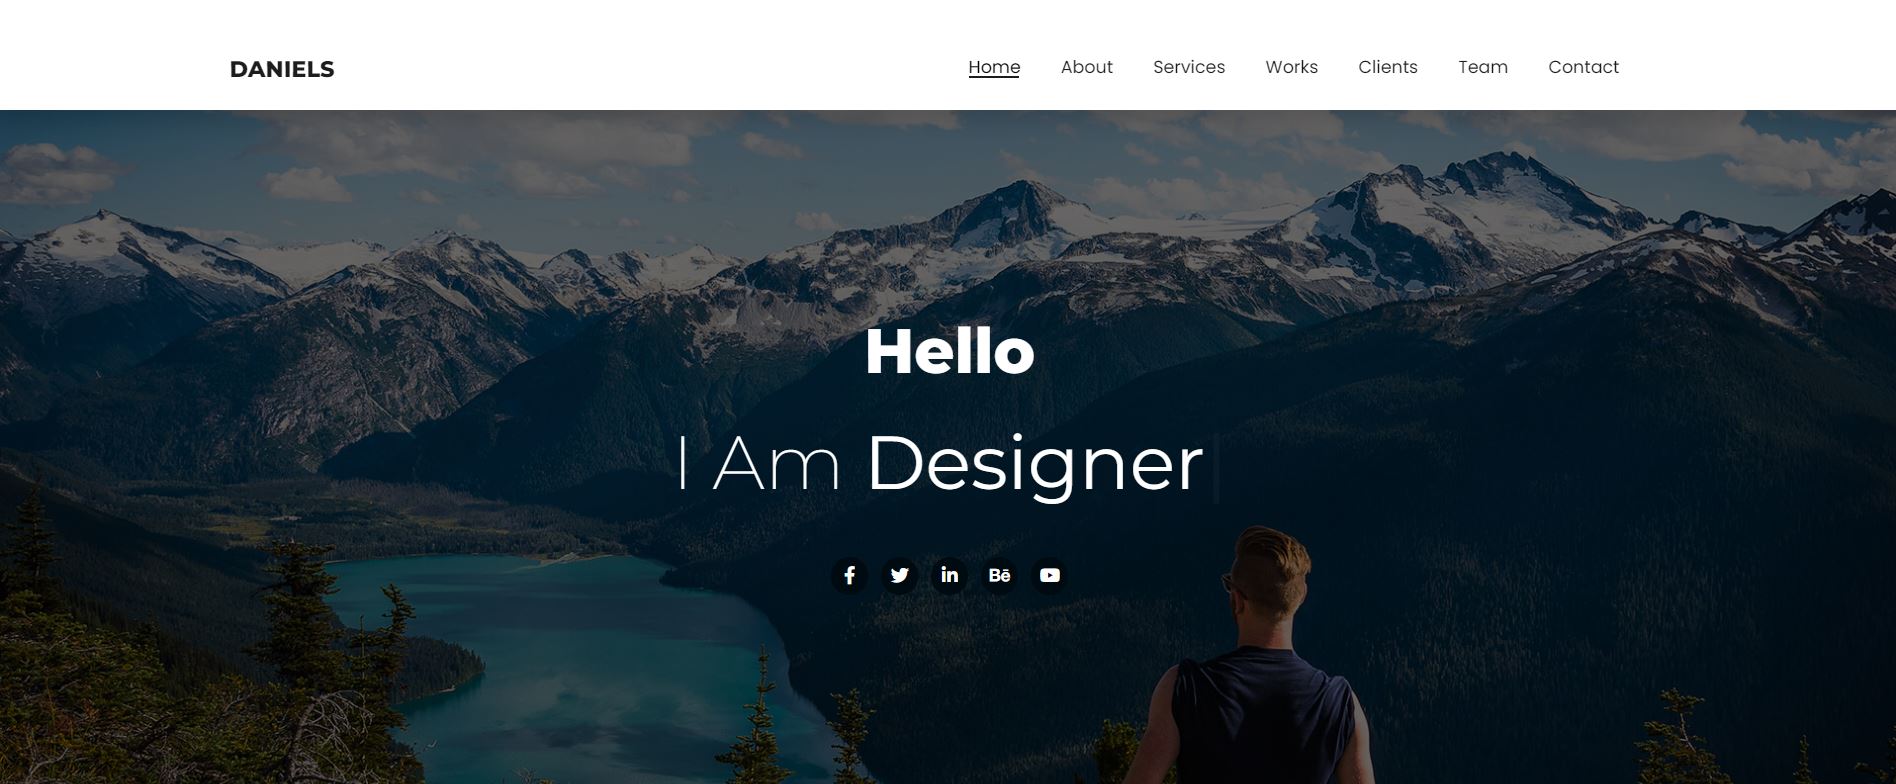 DANIELS
Home About Services Works Clients Team Contact
Hello
I Am Designer
f in Bē